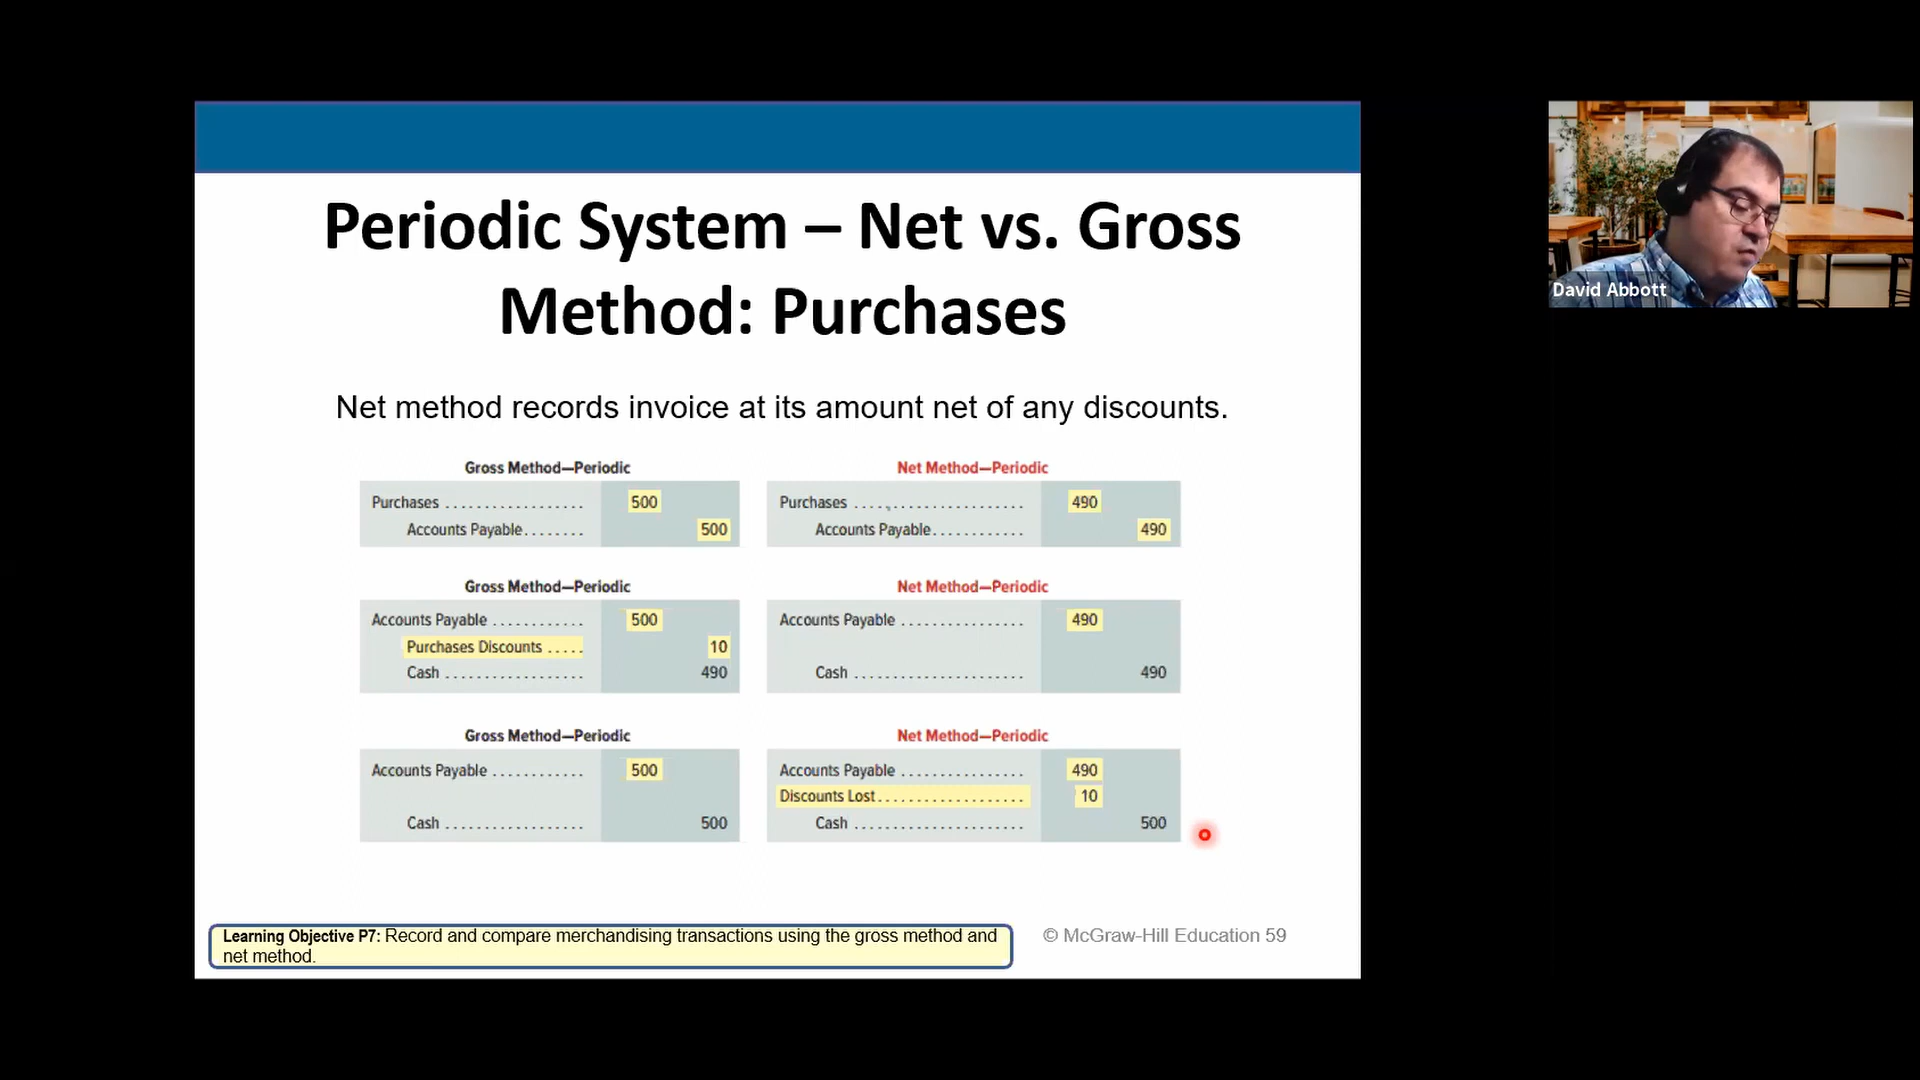 Periodic System – Net vs. Gross
Method: Purchases
Net method records invoice at its amount net of any discounts.
Gross Method—Periodic
Purchases .................. 500
Accounts Payable........ 500
Net Method—Periodic
Purchases ...................... 490
Accounts Payable............ 490
Gross Method—Periodic
Accounts Payable ............ 500
Purchases Discounts ..... 10
Cash .................. 490
Net Method—Periodic
Accounts Payable ................ 490
Cash ...................... 490
Gross Method—Periodic
Accounts Payable ............ 500
Cash .................. 500
Net Method—Periodic
Accounts Payable ................ 490
Discounts Lost................... 10
Cash ...................... 500
Learning Objective P7: Record and compare merchandising transactions using the gross method and
net method.
© McGraw-Hill Education 59
David Abbott